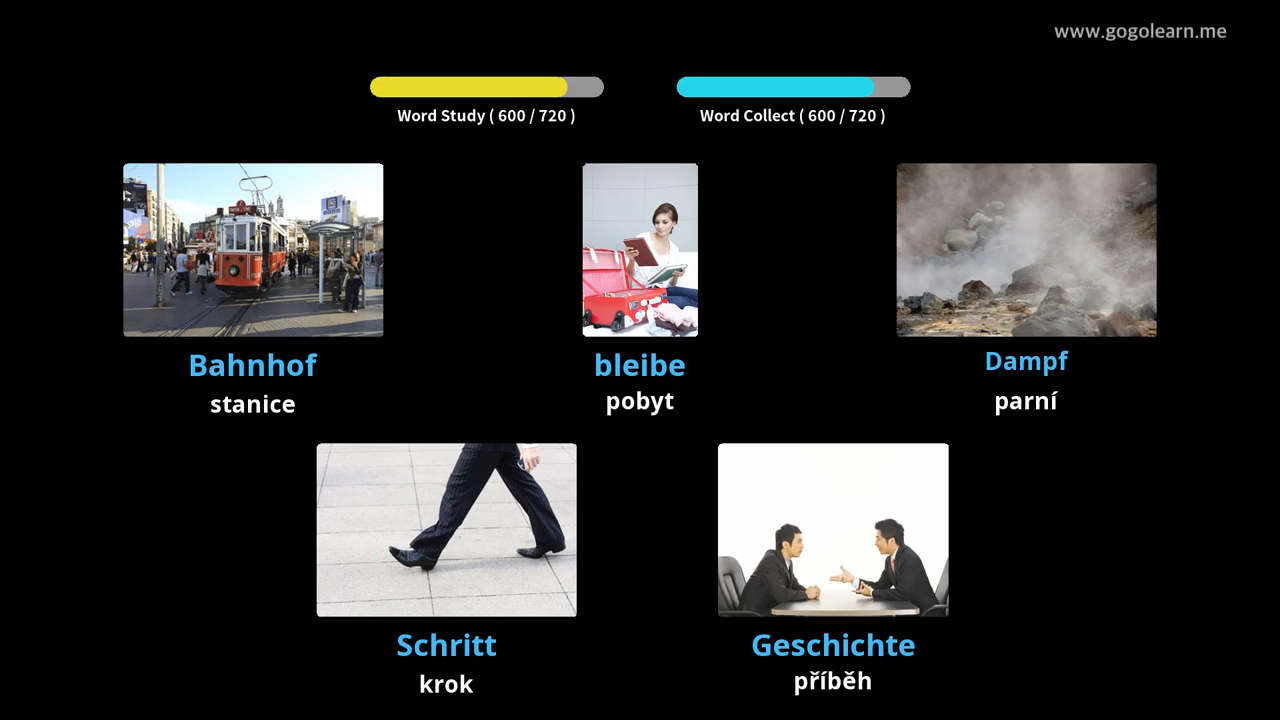 www.gogolearn.me
Word Study ( 600 / 720 )
Word Collect ( 600 / 720 )
Bahnhof
stanice
bleibe
pobyt
Dampf
parní
Schritt
krok
Geschichte
příběh